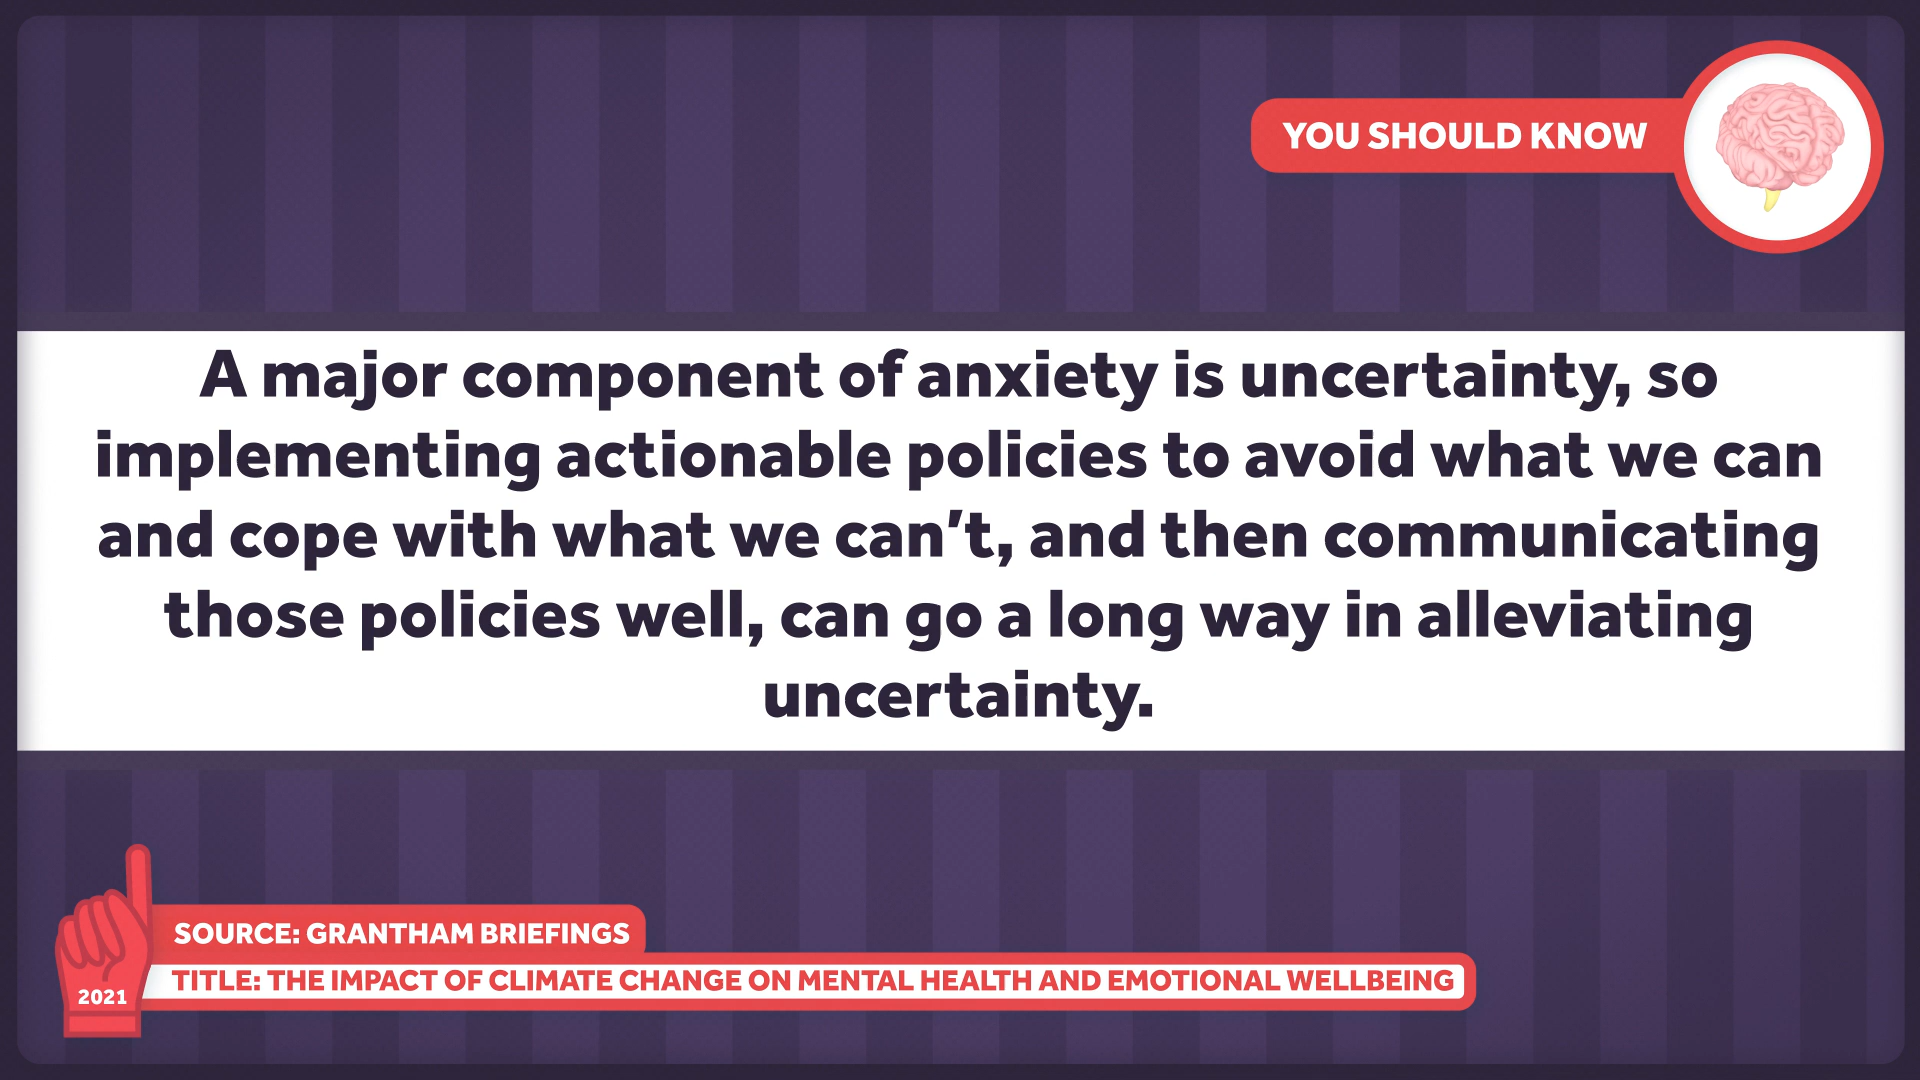 YOU SHOULD KNOW
A major component of anxiety is uncertainty, so
implementing actionable policies to avoid what we can
and cope with what we can't, and then communicating
those policies well, can go a long way in alleviating
uncertainty.
SOURCE: GRANTHAM BRIEFINGS
TITLE: THE IMPACT OF CLIMATE CHANGE ON MENTAL HEALTH AND EMOTIONAL WELLBEING
2021